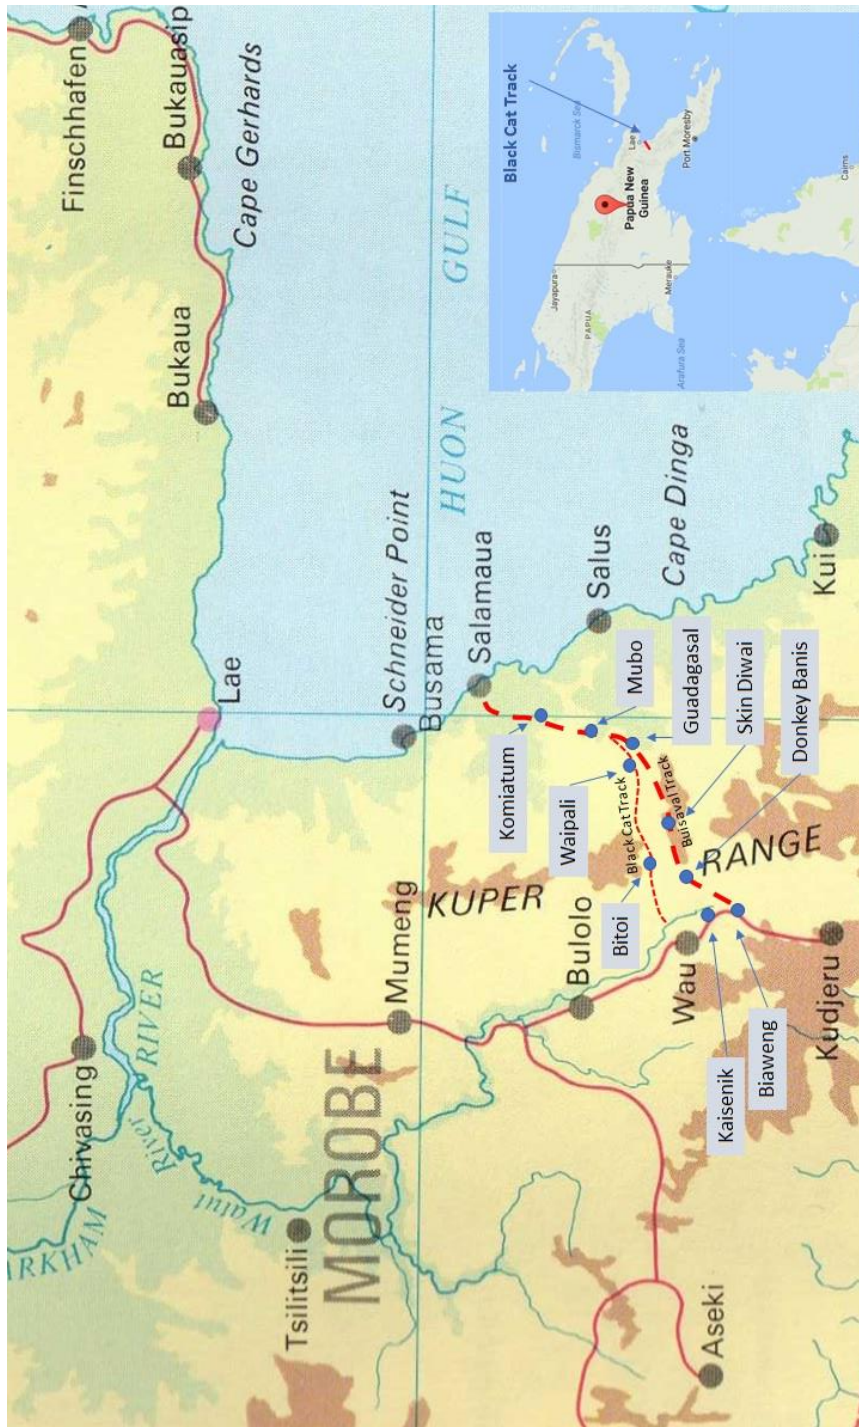 Finschhafen
Chivasing
ARKHAM
RIVER
River
Watut
Bukauasip
Bukaua
Lae
Cape Gerhards
Tsilitsili
MOROBE
Mumeng
Schneider Point
Busama
HUON GULF
KUPER RANGE
Salamaua
Komiatum
Waipali
Bulolo
Bitoi
Black Cat Track
Salus
Mubo
Guadagasal
Buisaval Track
Skin Diwai
Donkey Banis
Cape Dinga
Wau
Kaisenik
Biaweng
Aseki
Kudjeru
Kui
Black Cat Track
Bismarck Sea
Jayapura
Lae
PAPUA
Papua New
Guinea
Port Moresby
Merauke
Arafura Sea
Cairns